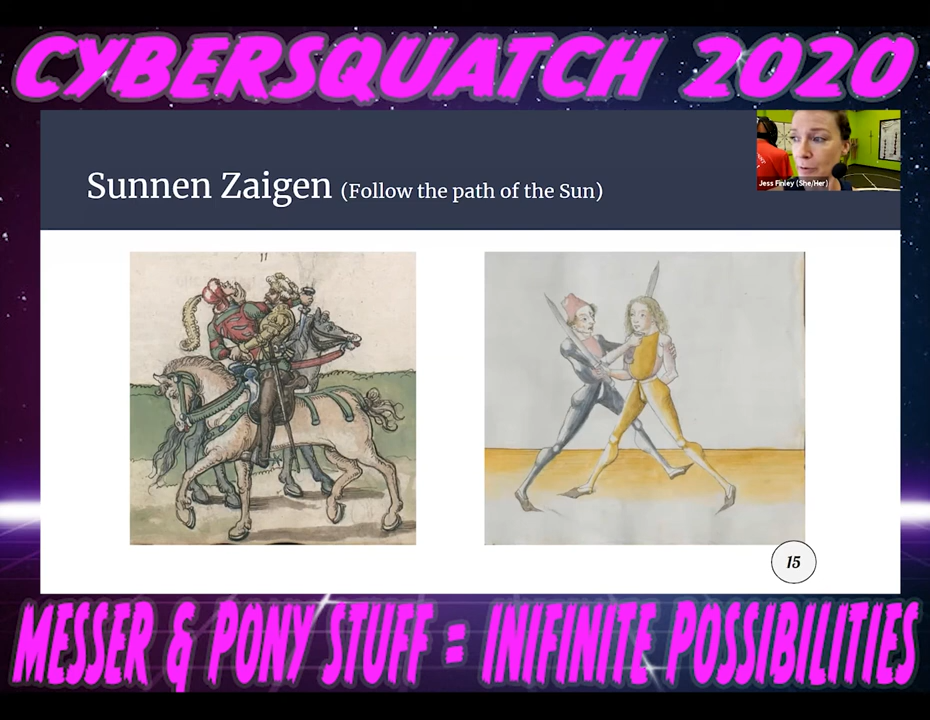 CYBERSQUATCH 2020
Sunnen Zaigen (Follow the path of the Sun)
Jess Finley (She/Her)
11
15
MESSER & PONY STUFF = INIFINITE POSSIBILITIES